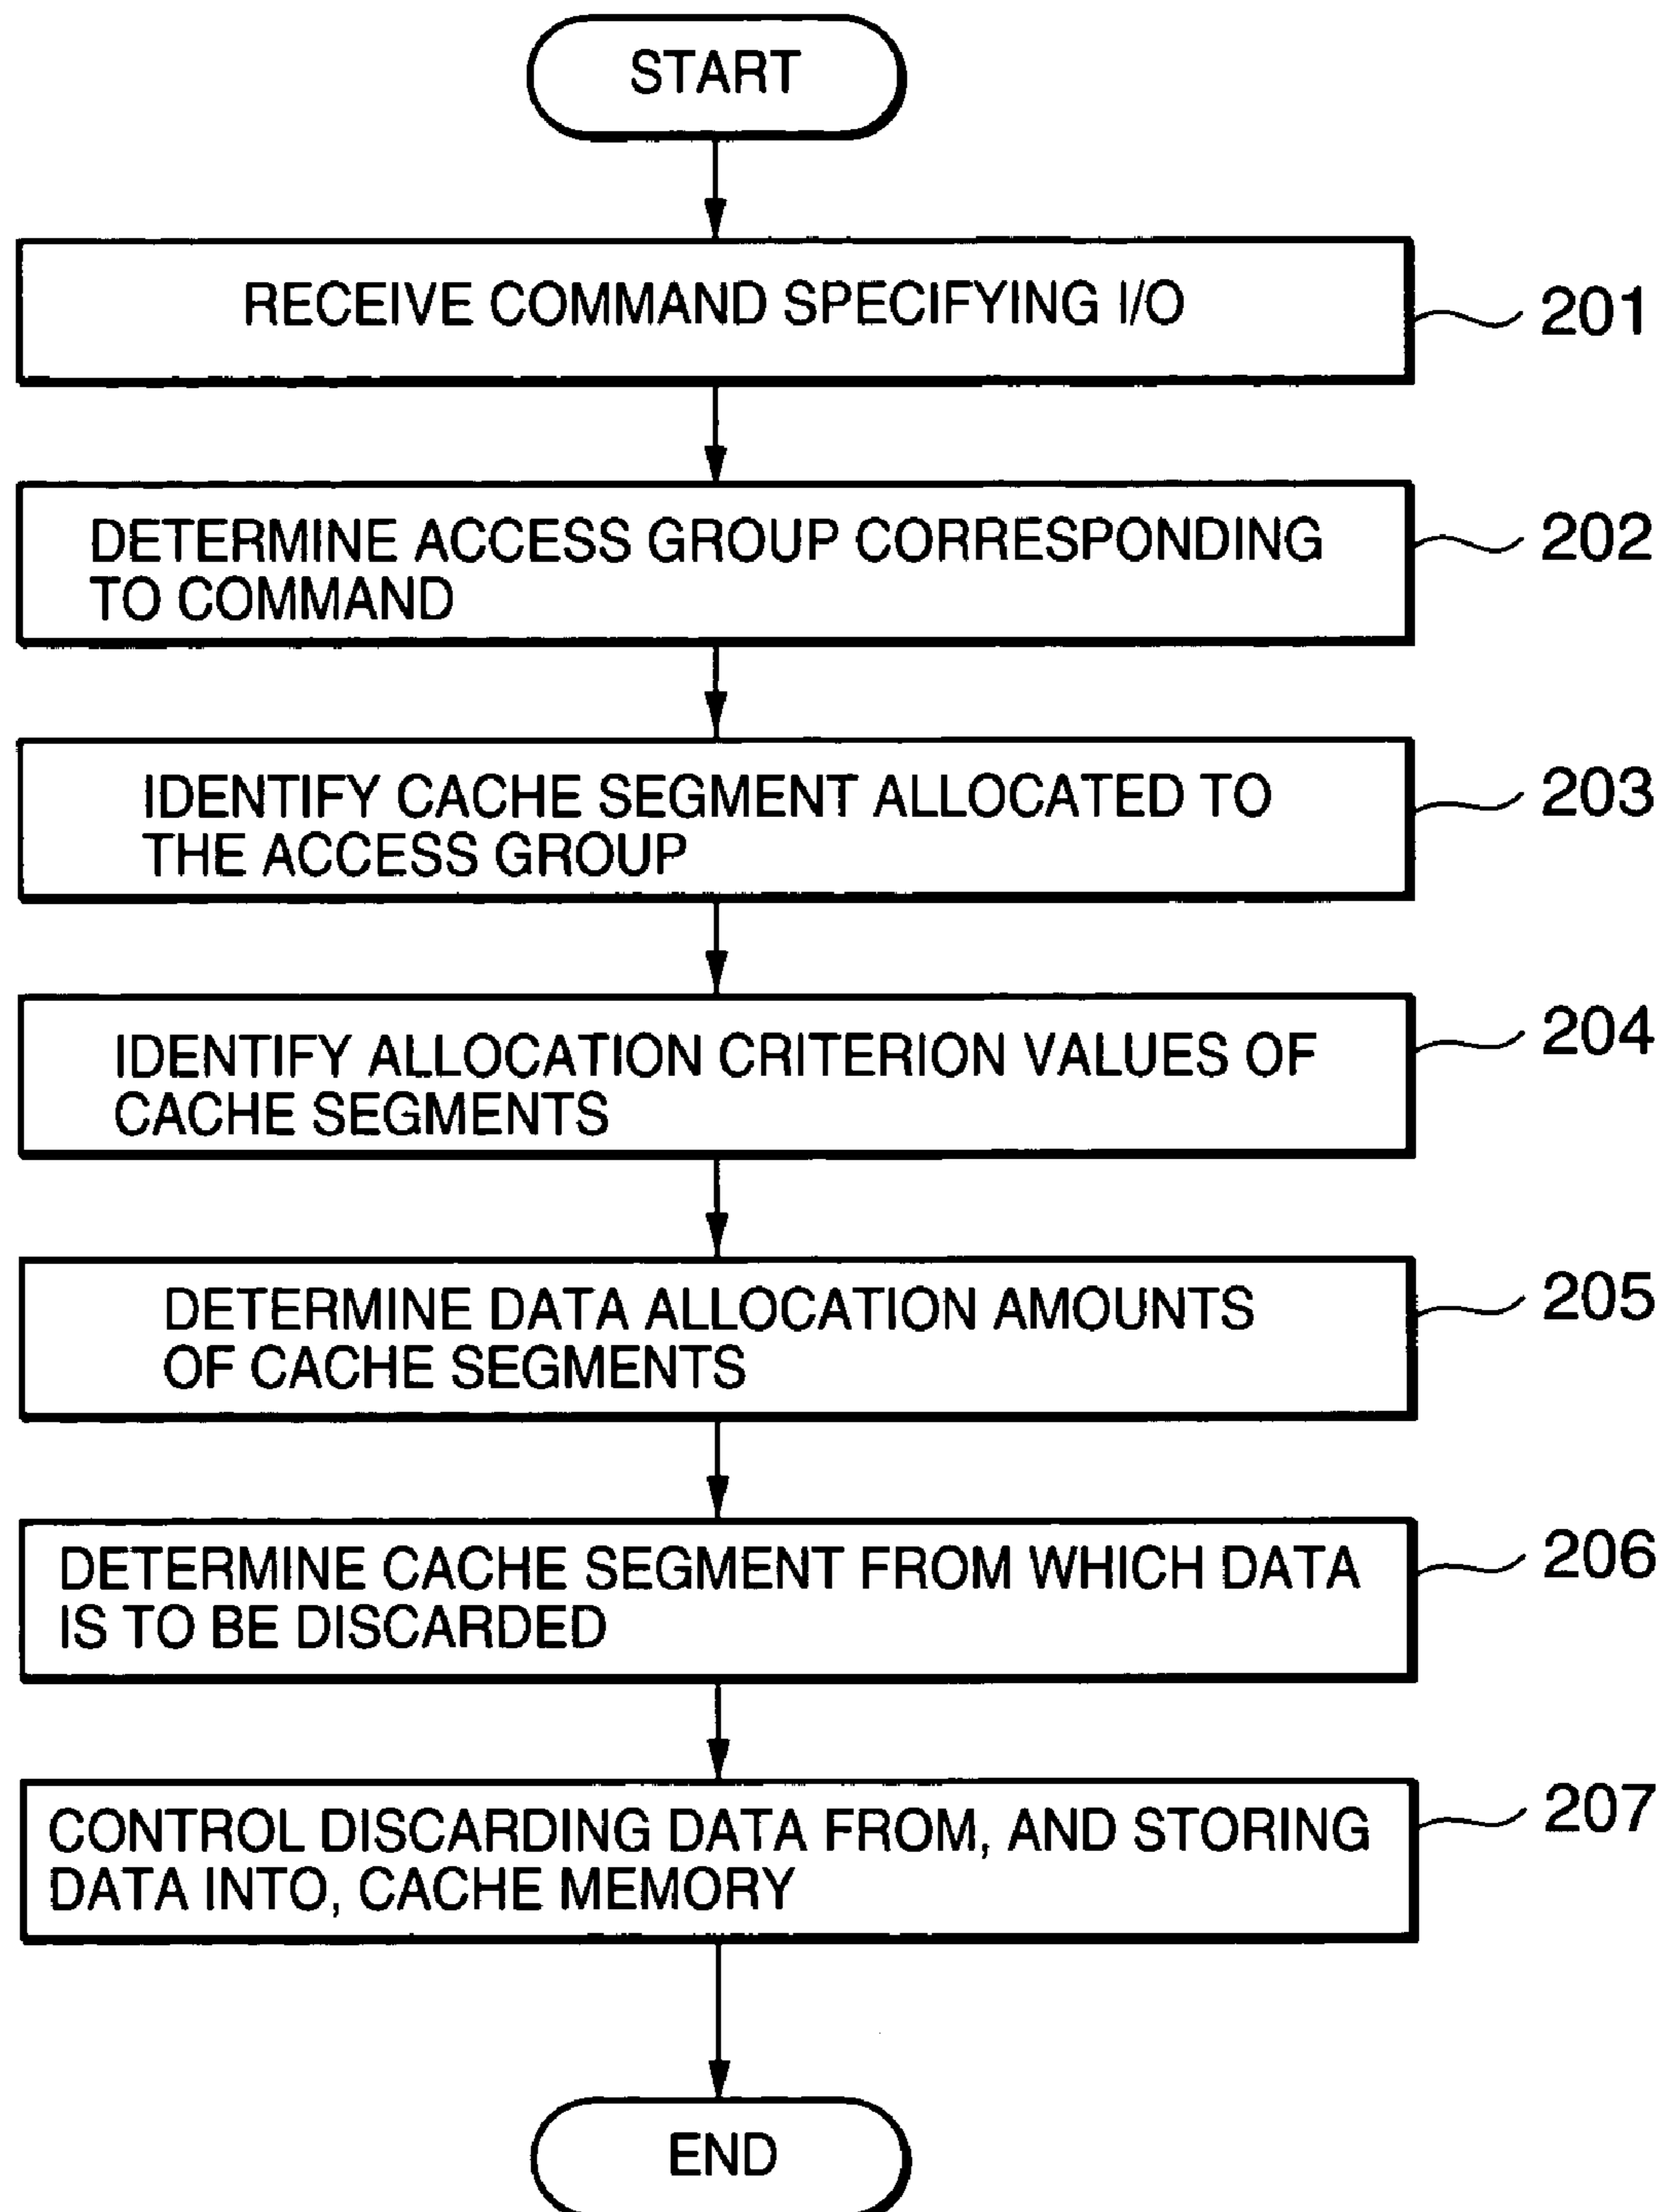 START
RECEIVE COMMAND SPECIFYING I/O
201
DETERMINE ACCESS GROUP CORRESPONDING
TO COMMAND
202
IDENTIFY CACHE SEGMENT ALLOCATED TO
THE ACCESS GROUP
203
IDENTIFY ALLOCATION CRITERION VALUES OF
CACHE SEGMENTS
204
DETERMINE DATA ALLOCATION AMOUNTS
OF CACHE SEGMENTS
205
DETERMINE CACHE SEGMENT FROM WHICH DATA
IS TO BE DISCARDED
206
CONTROL DISCARDING DATA FROM, AND STORING
DATA INTO, CACHE MEMORY
207
END